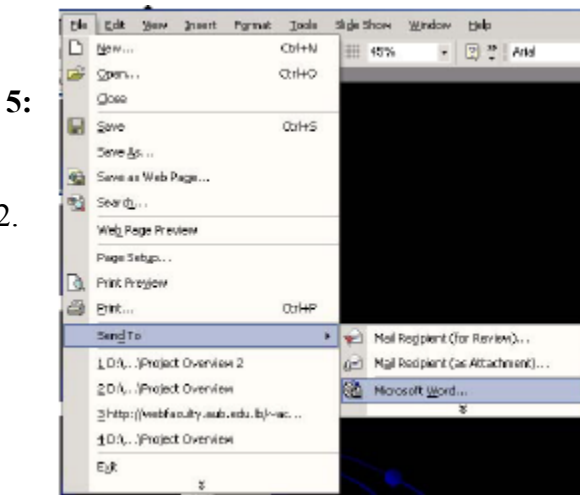 File Edit View Insert Format Tools Slide Show Window Help
New... Ctrl+N
45% Arial
Open... Ctrl+O
Close
5:
Save Ctrl+S
Save As...
Save as Web Page...
Search...
2.
Web Page Preview
Page Setup...
Print Preview
Print... Ctrl+P
Send To
Mail Recipient (for Review)...
1 D:\...\Project Overview 2
Mail Recipient (as Attachment)...
2 D:\...\Project Overview
Microsoft Word...
3 http://webfaculty.aub.edu.lb/~ac...
4 D:\...\Project Overview
Exit